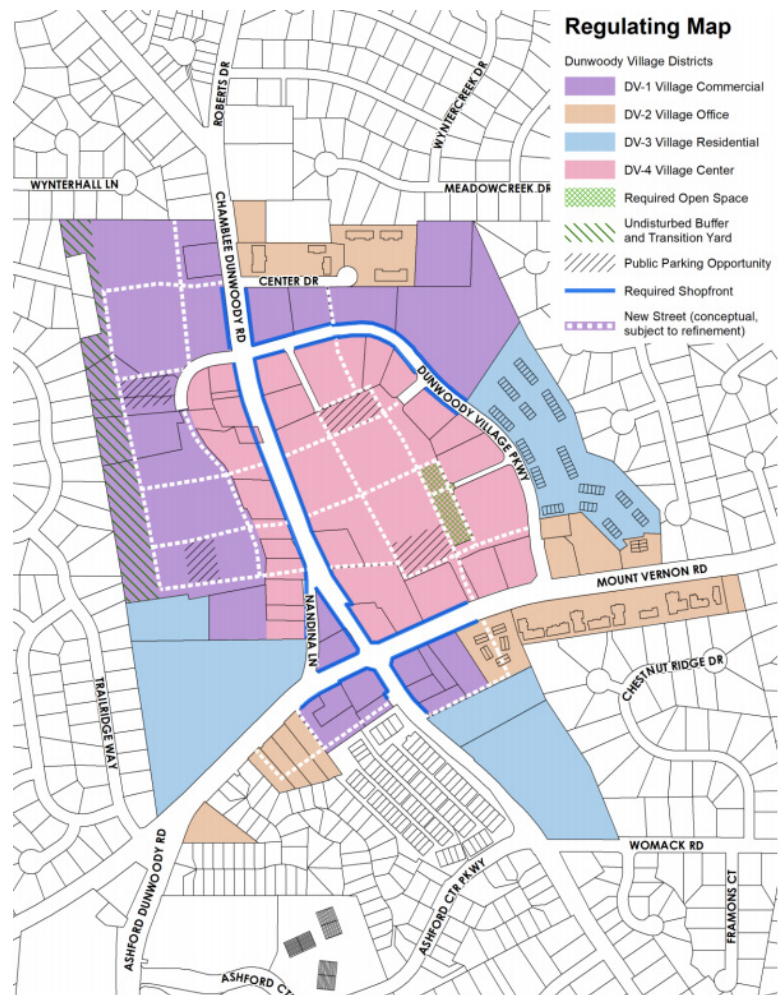 Regulating Map
Dunwoody Village Districts
DV-1 Village Commercial
DV-2 Village Office
DV-3 Village Residential
DV-4 Village Center
Required Open Space
Undisturbed Buffer
and Transition Yard
Public Parking Opportunity
Required Shopfront
New Street (conceptual,
subject to refinement)
ROBERTS DR
WYNTERCREEK DR
WYNTERHALL LN
MEADOWCREEK DR
CHAMBLEE DUNWOODY RD
CENTER DR
DUNWOODY VILLAGE PKWY
MOUNT VERNON RD
NANDINA LN
CHESTNUT RIDGE DR
TRAILRIDGE WAY
WOMACK RD
ASHFORD DUNWOODY RD
ASHFORD CTR PKWY
FRAMONS CT
ASHFORD CT